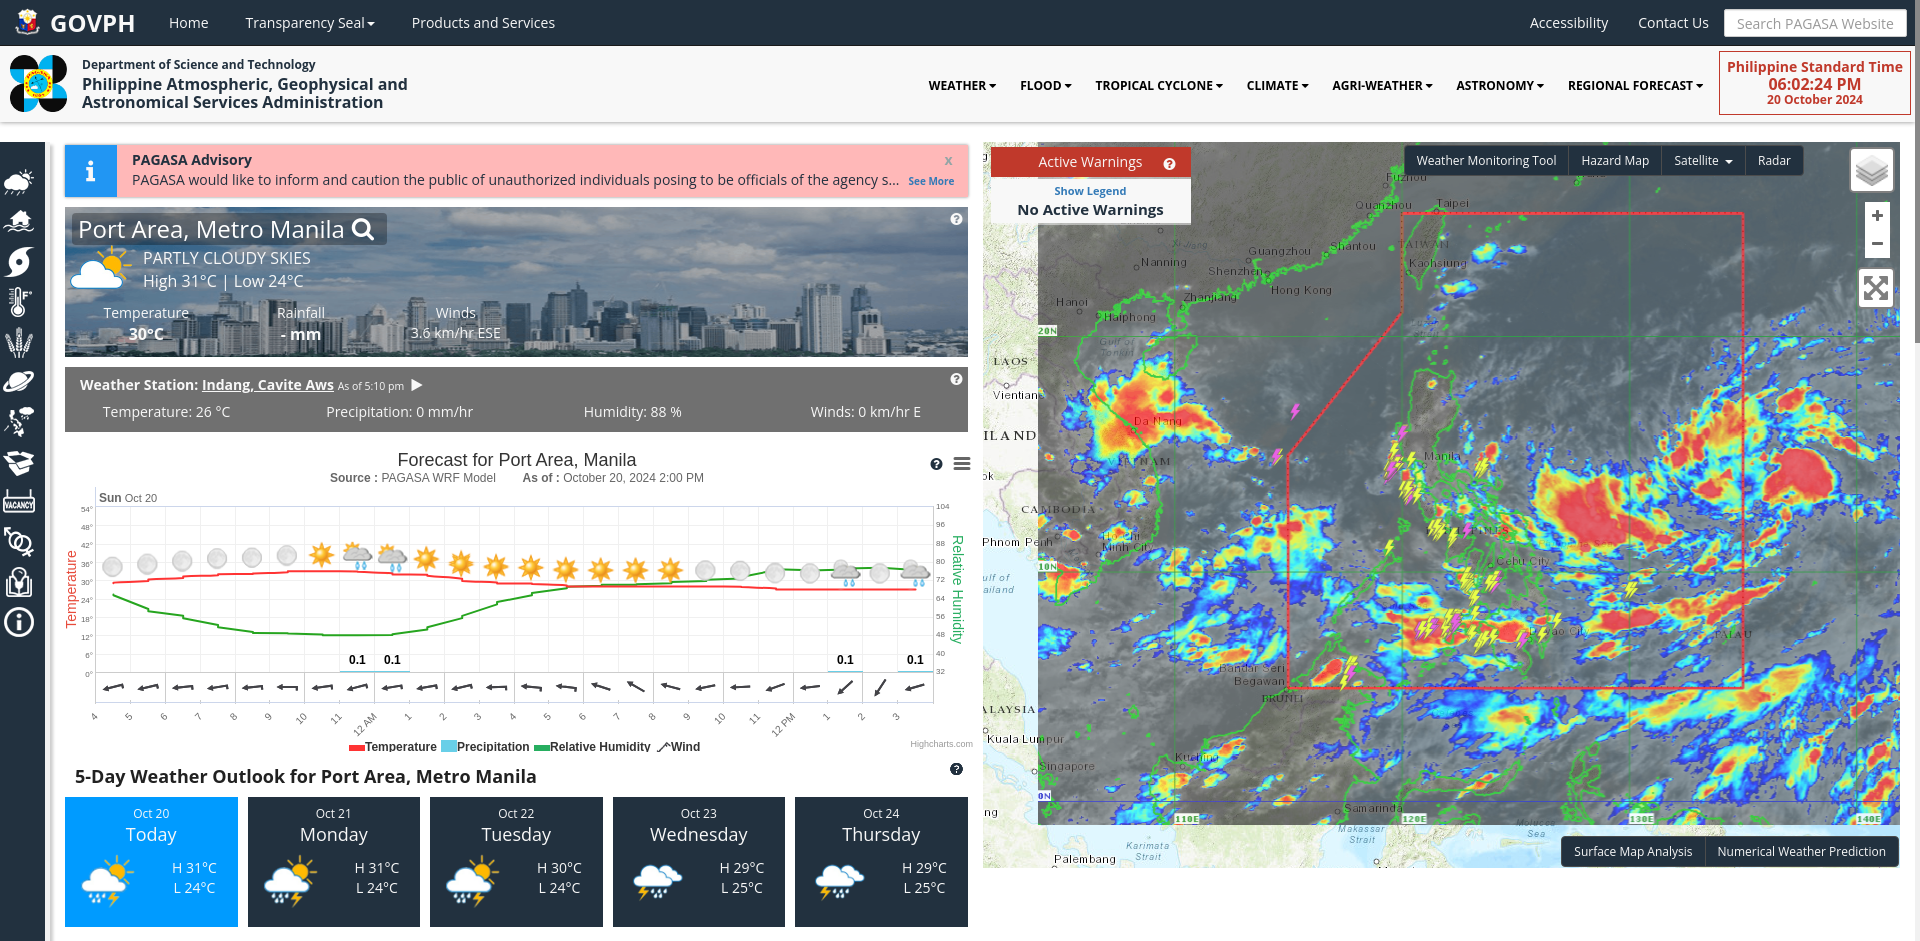 GOVPH
Home
Transparency Seal
Products and Services
Accessibility
Contact Us
Search PAGASA Website
Department of Science and Technology
Philippine Atmospheric, Geophysical and
Astronomical Services Administration
WEATHER
FLOOD
TROPICAL CYCLONE
CLIMATE
AGRI-WEATHER
ASTRONOMY
REGIONAL FORECAST
Philippine Standard Time
06:02:24 PM
20 October 2024
PAGASA Advisory
x
PAGASA would like to inform and caution the public of unauthorized individuals posing to be officials of the agency s...
See More
Port Area, Metro Manila
PARTLY CLOUDY SKIES
High 31°C | Low 24°C
Temperature
Rainfall
Winds
30°C
- mm
3.6 km/hr ESE
Weather Station: Indang, Cavite Aws As of 5:10 pm
Temperature: 26 °C
Precipitation: 0 mm/hr
Humidity: 88 %
Winds: 0 km/hr E
VACANCY
Forecast for Port Area, Manila
Source : PAGASA WRF Model As of : October 20, 2024 2:00 PM
Sun Oct 20
Temperature
54°
48°
42°
36°
30°
24°
18°
12°
6°
0°
104
96
88
80
72
64
56
48
40
32
Relative Humidity
0.1
0.1
0.1
0.1
4
5
6
7
8
9
10
11
12 AM
1
2
3
4
5
6
7
8
9
10
11
12 PM
1
2
3
Temperature
Precipitation
Relative Humidity
Wind
Highcharts.com
5-Day Weather Outlook for Port Area, Metro Manila
Oct 20
Today
H 31°C
L 24°C
Oct 21
Monday
H 31°C
L 24°C
Oct 22
Tuesday
H 30°C
L 24°C
Oct 23
Wednesday
H 29°C
L 25°C
Oct 24
Thursday
H 29°C
L 25°C
Active Warnings
Show Legend
No Active Warnings
Weather Monitoring Tool
Hazard Map
Satellite
Radar
+
−
Fuzhou
Quanzhou
Taipei
TAIWAN
Kaohsiung
Shantou
Guangzhou
Shenzhen
Hong Kong
Nanning
Zhanjiang
Hanoi
Haiphong
20N
Gulf of
Tonkin
LAOS
Vientian
ILAND
Da Nang
VIETNAM
ok
CAMBODIA
Phnom Penh
Ho Chi
Minh City
10N
ulf of
ailand
Manila
Cebu City
Davao City
PALAU
Bandar Seri
Begawan
BRUNEI
ALAYSIA
Kuala Lumpur
Kuching
Singapore
0N
ng
Samarinda
110E
120E
130E
140E
Makassar
Strait
Molucca
Sea
Karimata
Strait
Palembang
Surface Map Analysis
Numerical Weather Prediction